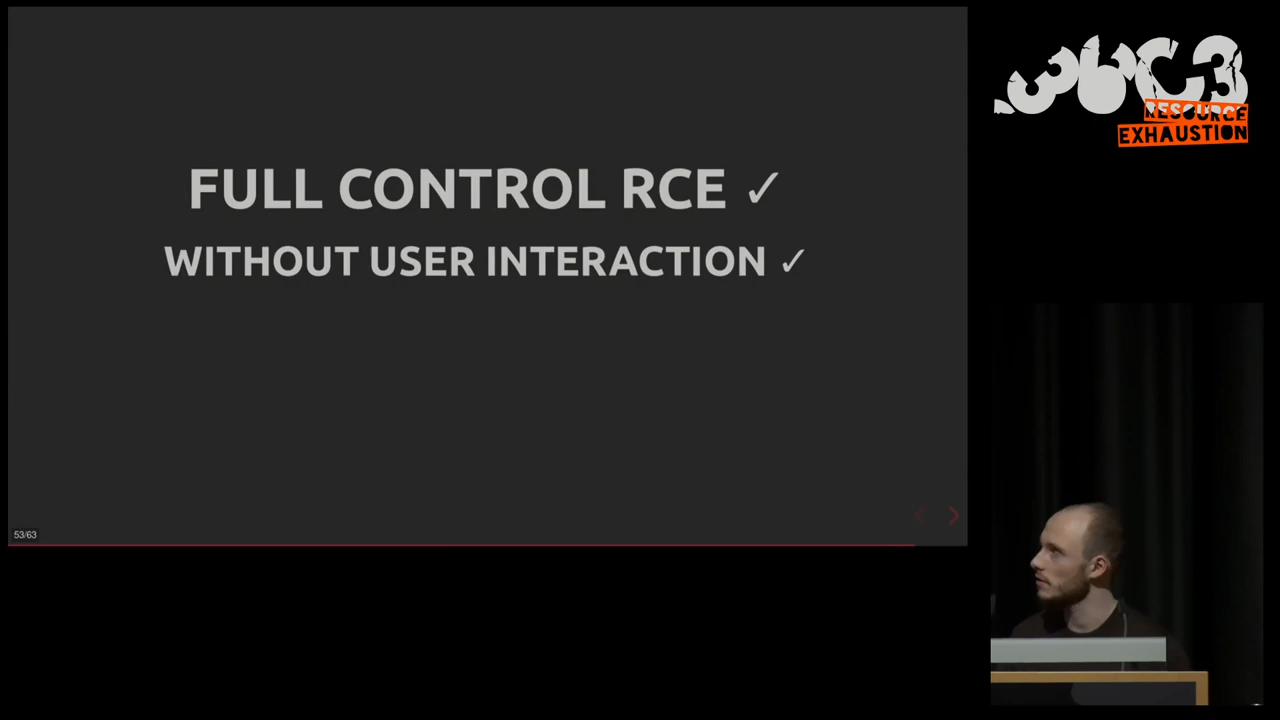 FULL CONTROL RCE ✓
WITHOUT USER INTERACTION ✓
53/63
36C3
RESOURCE
EXHAUSTION